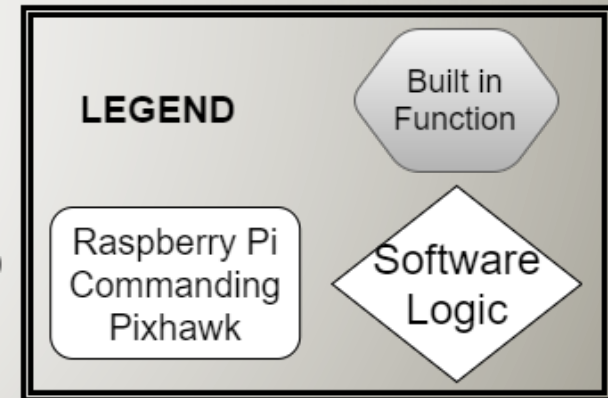 LEGEND
Built in
Function
Raspberry Pi
Commanding
Pixhawk
Software
Logic